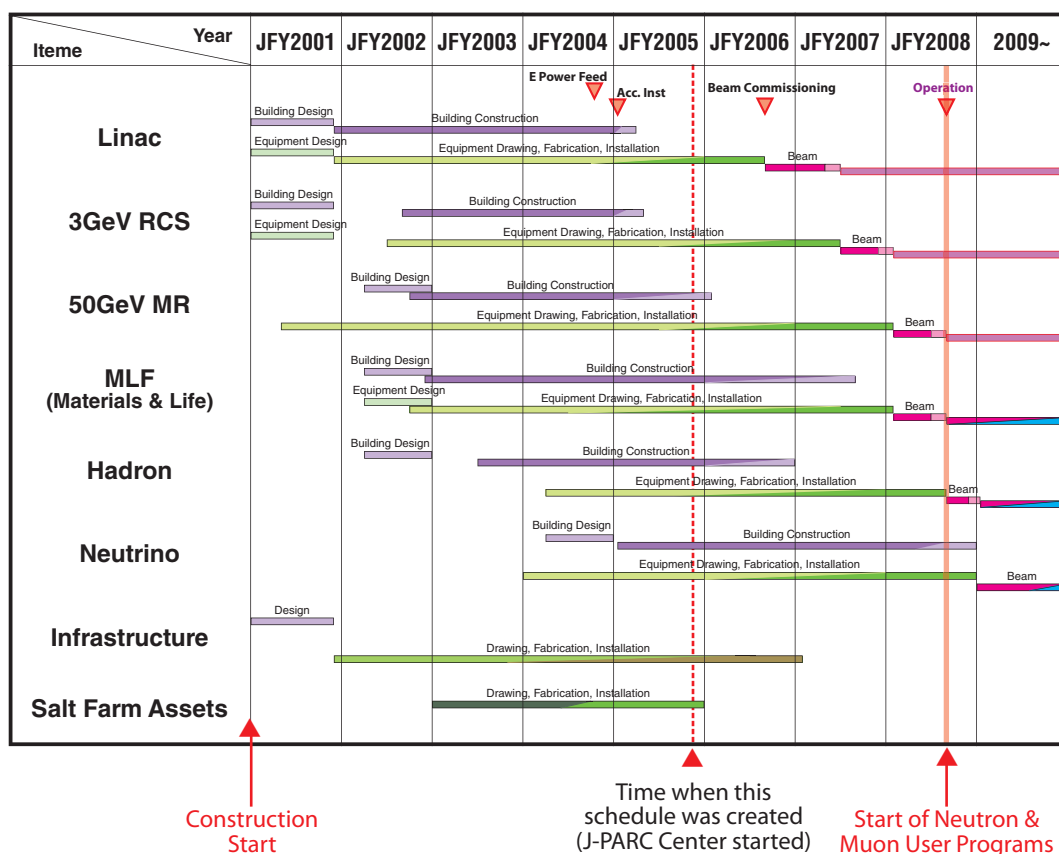 Year
Iteme
JFY2001 JFY2002 JFY2003 JFY2004 JFY2005 JFY2006 JFY2007 JFY2008 2009~
E Power Feed
Acc. Inst
Beam Commissioning
Operation
Linac
Building Design
Building Construction
Equipment Design
Equipment Drawing, Fabrication, Installation
Beam
3GeV RCS
Building Design
Building Construction
Equipment Design
Equipment Drawing, Fabrication, Installation
Beam
50GeV MR
Building Design
Building Construction
Equipment Drawing, Fabrication, Installation
Beam
MLF
(Materials & Life)
Building Design
Building Construction
Equipment Design
Equipment Drawing, Fabrication, Installation
Beam
Hadron
Building Design
Building Construction
Equipment Drawing, Fabrication, Installation
Beam
Neutrino
Building Design
Building Construction
Equipment Drawing, Fabrication, Installation
Beam
Infrastructure
Design
Drawing, Fabrication, Installation
Salt Farm Assets
Drawing, Fabrication, Installation
Construction
Start
Time when this
schedule was created
(J-PARC Center started)
Start of Neutron &
Muon User Programs